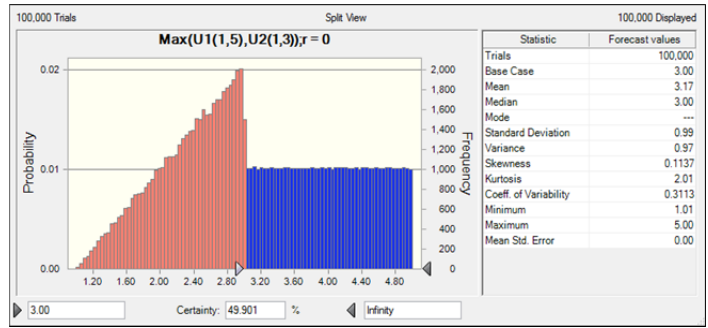 100,000 Trials Split View 100,000 Displayed
Max(U1(1,5),U2(1,3));r = 0
Statistic Forecast values
Trials 100,000
Base Case 3.00
Mean 3.17
Median 3.00
Mode ---
Standard Deviation 0.99
Variance 0.97
Skewness 0.1137
Kurtosis 2.01
Coeff. of Variability 0.3113
Minimum 1.01
Maximum 5.00
Mean Std. Error 0.00
Probability
0.02
0.01
0.00
2,000
1,800
1,600
1,400
1,200
1,000
800
600
400
200
0
Frequency
1.20 1.60 2.00 2.40 2.80 3.20 3.60 4.00 4.40 4.80
3.00 Certainty: 49.901 % Infinity